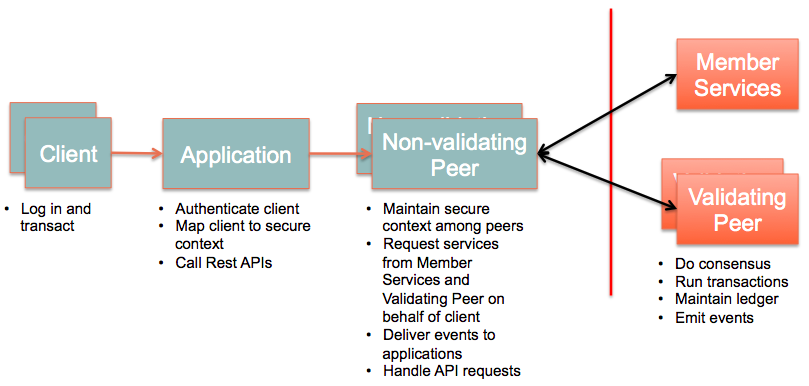 Client
• Log in and
transact
Application
• Authenticate client
• Map client to secure
context
• Call Rest APIs
Non-validating
Peer
• Maintain secure
context among peers
• Request services
from Member
Services and
Validating Peer on
behalf of client
• Deliver events to
applications
• Handle API requests
Member
Services
Validating
Peer
• Do consensus
• Run transactions
• Maintain ledger
• Emit events